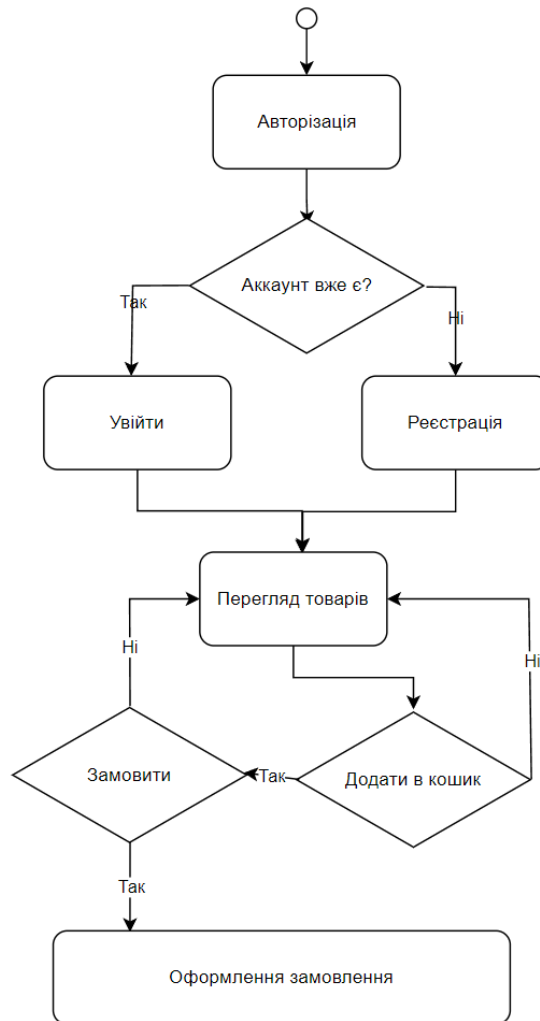 Авторізація
Аккаунт вже є?
Так
Ні
Увійти
Реєстрація
Перегляд товарів
Ні
Ні
Замовити
Так
Додати в кошик
Так
Оформлення замовлення